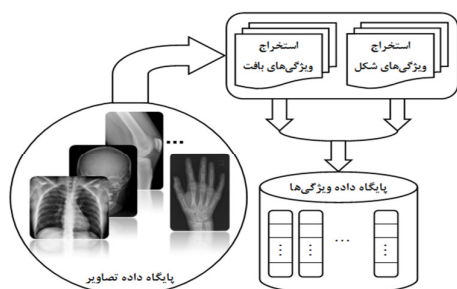 استخراج
ویژگی‌های بافت
استخراج
ویژگی‌های شکل
...
پایگاه داده ویژگی‌ها
...
پایگاه داده تصاویر